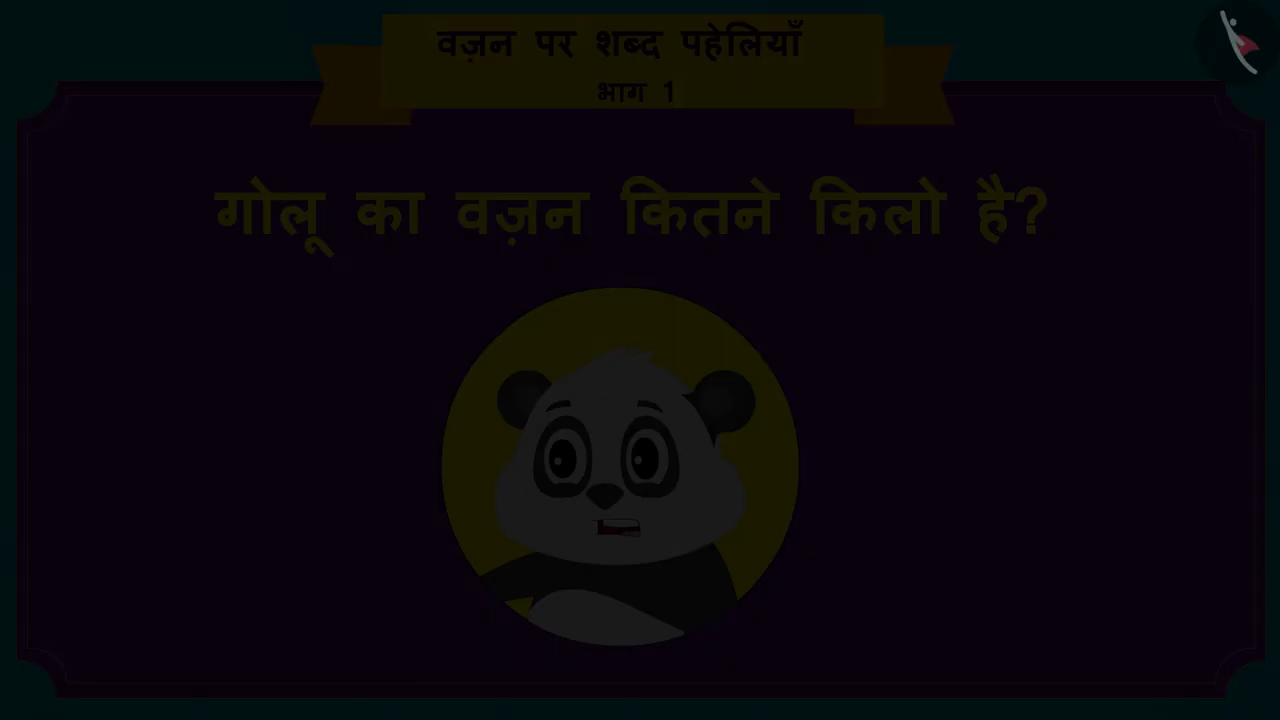 वज़न पर शब्द पहेलियाँ
भाग 1
गोलू का वज़न कितने किलो है?